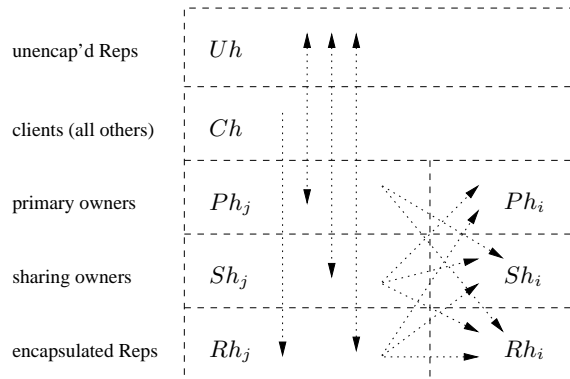 unencap'd Reps Uh
clients (all others) Ch
primary owners Ph_j Ph_i
sharing owners Sh_j Sh_i
encapsulated Reps Rh_j Rh_i